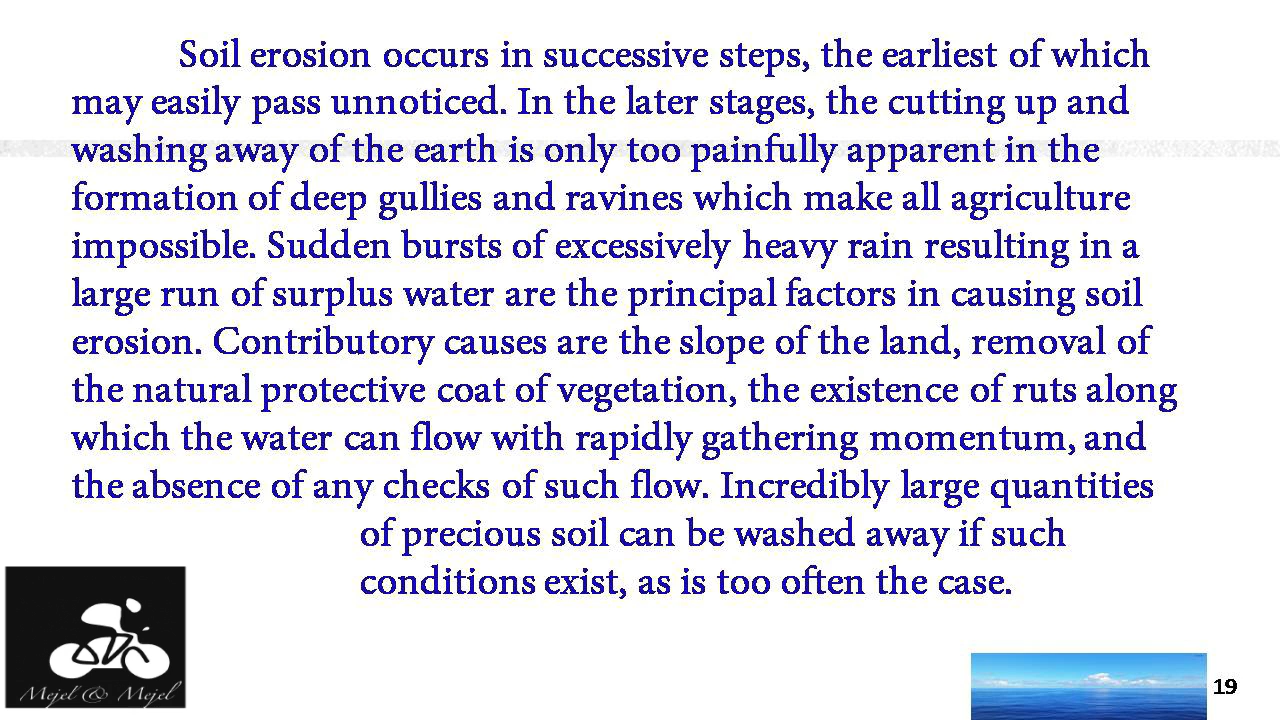 Soil erosion occurs in successive steps, the earliest of which
may easily pass unnoticed. In the later stages, the cutting up and
washing away of the earth is only too painfully apparent in the
formation of deep gullies and ravines which make all agriculture
impossible. Sudden bursts of excessively heavy rain resulting in a
large run of surplus water are the principal factors in causing soil
erosion. Contributory causes are the slope of the land, removal of
the natural protective coat of vegetation, the existence of ruts along
which the water can flow with rapidly gathering momentum, and
the absence of any checks of such flow. Incredibly large quantities
of precious soil can be washed away if such
conditions exist, as is too often the case.
Mejel & Mejel
19